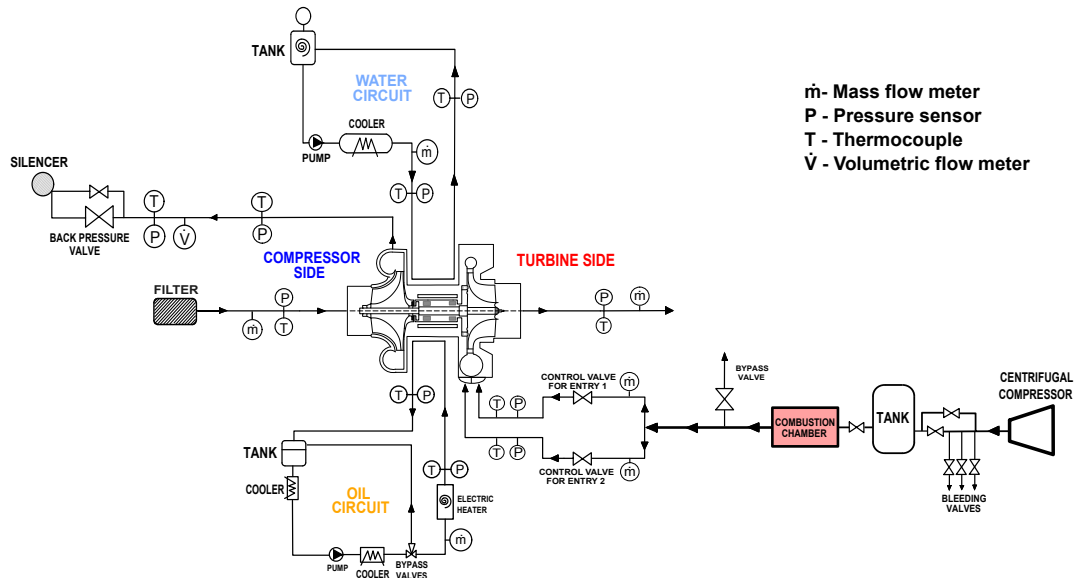 TANK
WATER
CIRCUIT
T
P
COOLER
PUMP
ṁ
T
P
ṁ- Mass flow meter
P - Pressure sensor
T - Thermocouple
V̇ - Volumetric flow meter
SILENCER
BACK PRESSURE
VALVE
T
P
V̇
T
P
COMPRESSOR
SIDE
TURBINE SIDE
FILTER
ṁ
P
T
P
T
ṁ
T
P
CONTROL VALVE
FOR ENTRY 1
ṁ
T
P
T
P
CONTROL VALVE
FOR ENTRY 2
ṁ
BYPASS
VALVE
COMBUSTION
CHAMBER
TANK
CENTRIFUGAL
COMPRESSOR
BLEEDING
VALVES
TANK
COOLER
OIL
CIRCUIT
T
P
ELECTRIC
HEATER
ṁ
PUMP
COOLER
BYPASS
VALVES